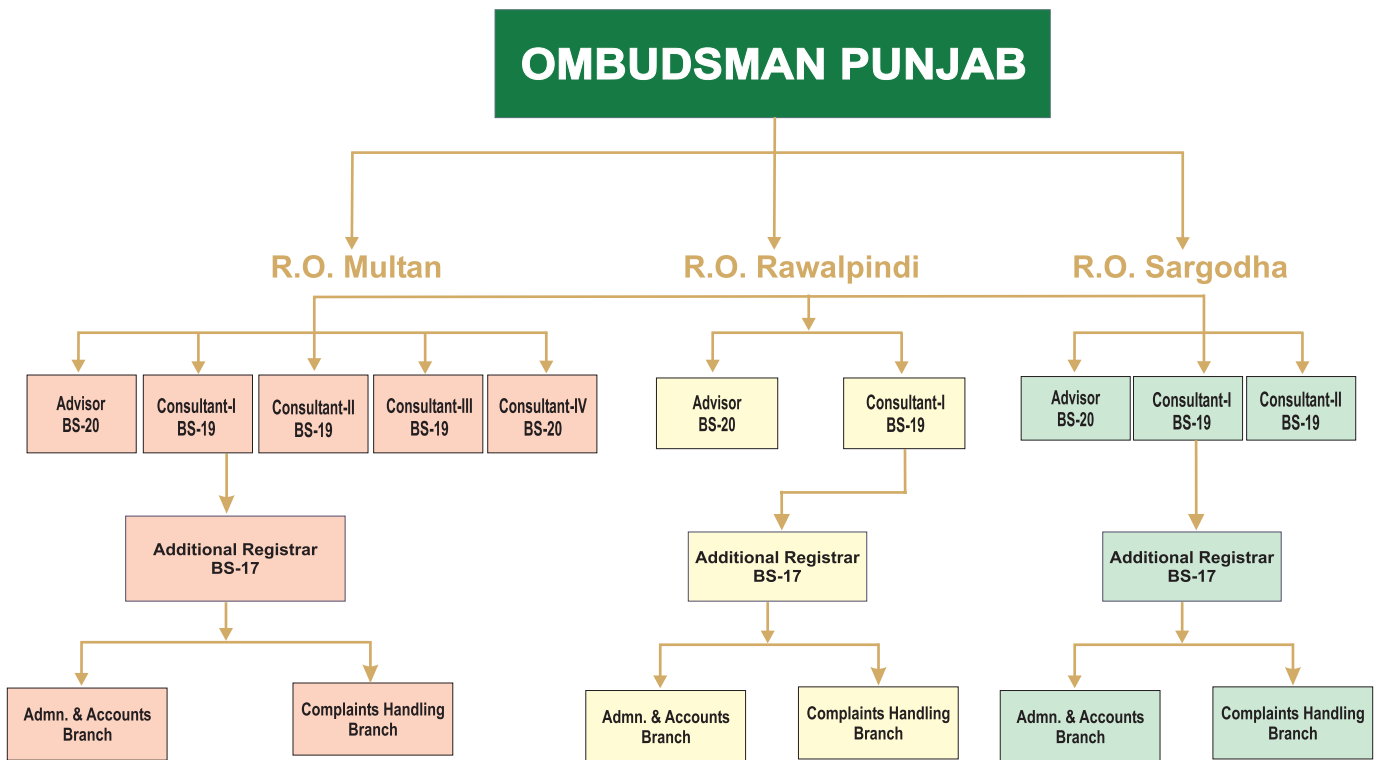 OMBUDSMAN PUNJAB
R.O. Multan
R.O. Rawalpindi
R.O. Sargodha
Advisor
BS-20
Consultant-I
BS-19
Consultant-II
BS-19
Consultant-III
BS-19
Consultant-IV
BS-20
Advisor
BS-20
Consultant-I
BS-19
Advisor
BS-20
Consultant-I
BS-19
Consultant-II
BS-19
Additional Registrar
BS-17
Additional Registrar
BS-17
Additional Registrar
BS-17
Admn. & Accounts
Branch
Complaints Handling
Branch
Admn. & Accounts
Branch
Complaints Handling
Branch
Admn. & Accounts
Branch
Complaints Handling
Branch